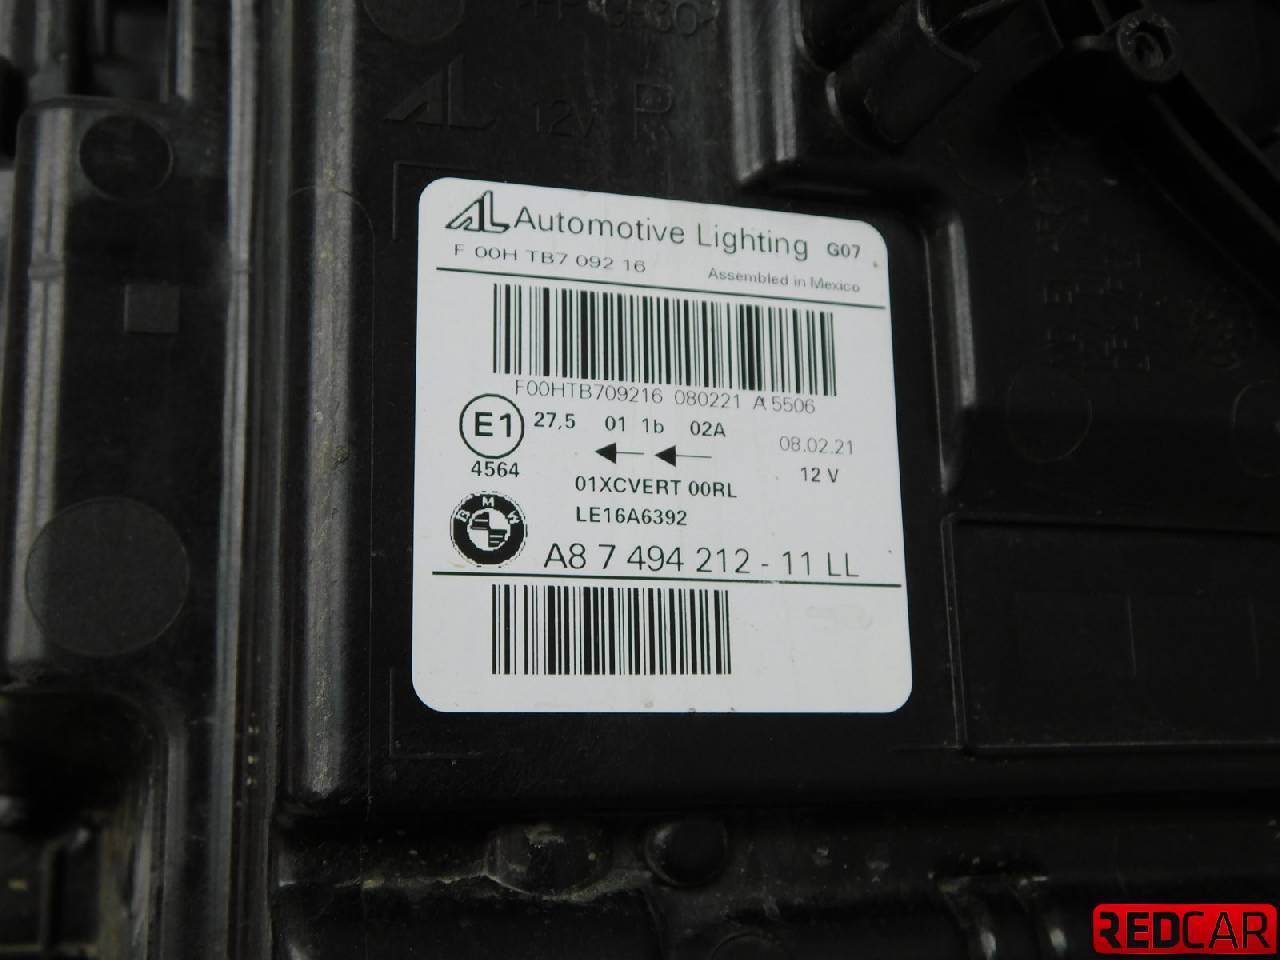 12V R
AL Automotive Lighting G07
F 00H TB7 092 16
Assembled in Mexico
F00HTB709216 080221 A 5506
E1 27,5 01 1b 02A
08.02.21
4564
12 V
01XCVERT 00RL
LE16A6392
BMW
A8 7 494 212 - 11 LL
REDCAR